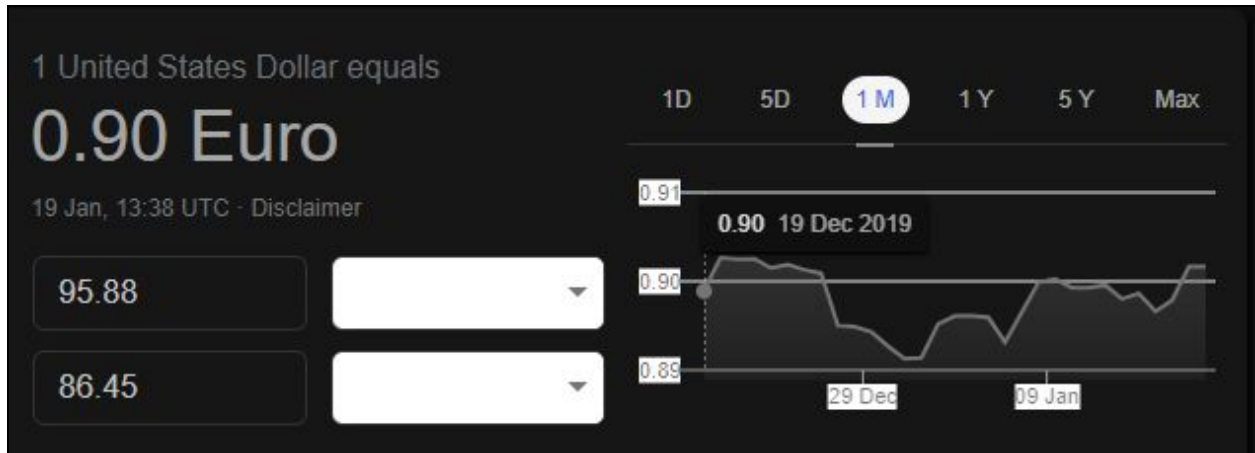 1 United States Dollar equals
0.90 Euro
19 Jan, 13:38 UTC · Disclaimer
95.88
86.45
1D 5D 1 M 1 Y 5 Y Max
0.91
0.90 19 Dec 2019
0.90
0.89
29 Dec 09 Jan